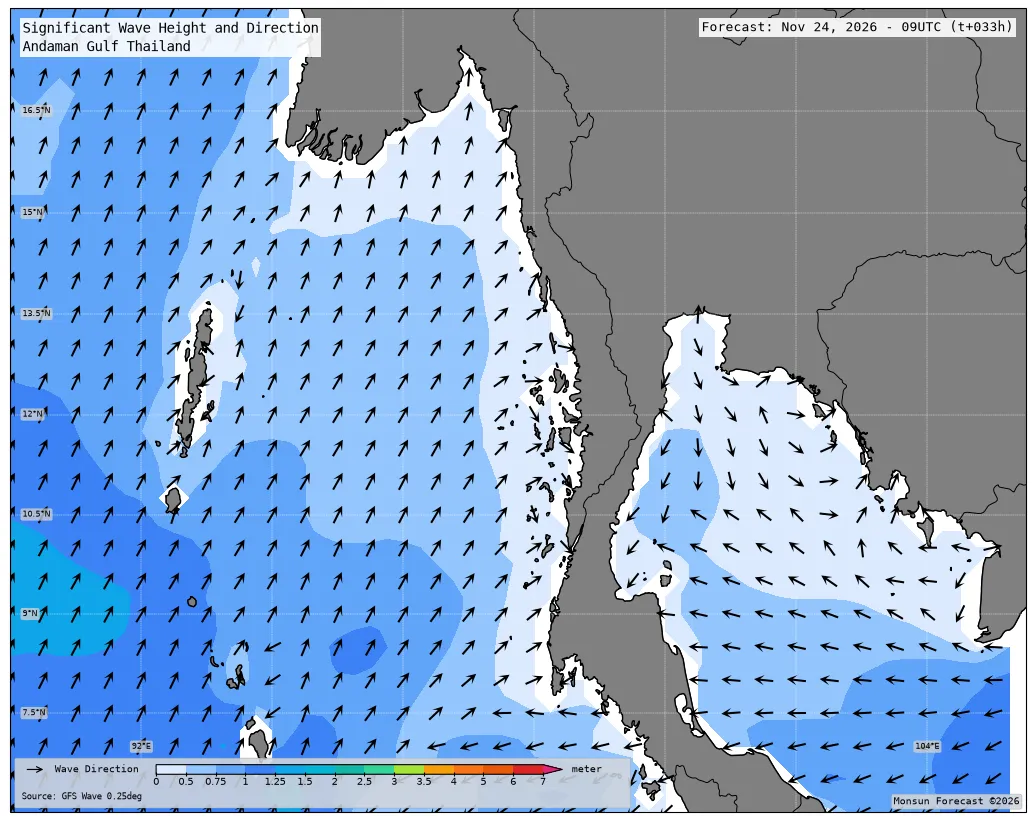 Significant Wave Height and Direction
Andaman Gulf Thailand
Forecast: Nov 24, 2026 - 09UTC (t+033h)
16.5°N
15°N
13.5°N
12°N
10.5°N
9°N
7.5°N
92°E
104°E
Wave Direction
0.5 0.75 1 1.25 1.5 2 2.5 3 3.5 4 5 6 7
meter
Source: GFS Wave 0.25deg
Monsun Forecast ©2026